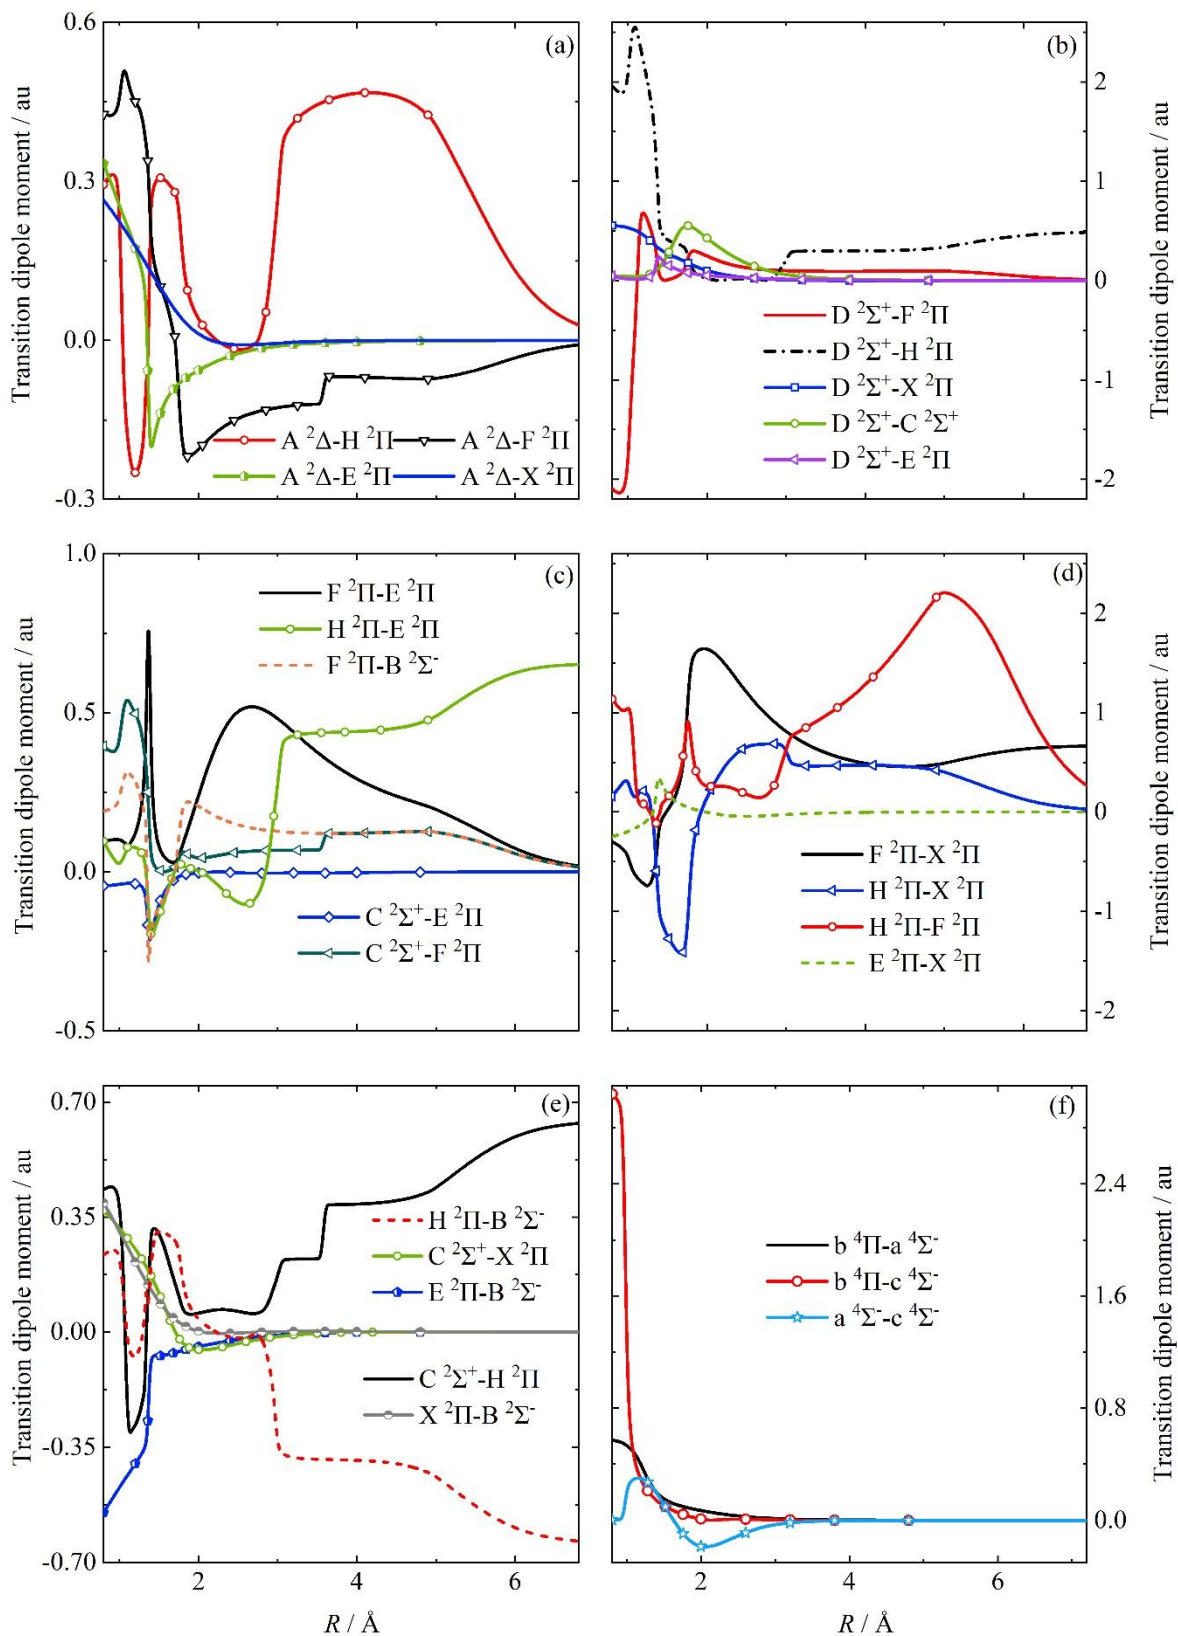 (a)
0.6
0.3
0.0
-0.3
Transition dipole moment / au
A ²Δ-H ²Π
A ²Δ-F ²Π
A ²Δ-E ²Π
A ²Δ-X ²Π
(b)
2
1
0
-1
-2
Transition dipole moment / au
D ²Σ⁺-F ²Π
D ²Σ⁺-H ²Π
D ²Σ⁺-X ²Π
D ²Σ⁺-C ²Σ⁺
D ²Σ⁺-E ²Π
(c)
1.0
0.5
0.0
-0.5
Transition dipole moment / au
F ²Π-E ²Π
H ²Π-E ²Π
F ²Π-B ²Σ⁻
C ²Σ⁺-E ²Π
C ²Σ⁺-F ²Π
(d)
2
1
0
-1
-2
Transition dipole moment / au
F ²Π-X ²Π
H ²Π-X ²Π
H ²Π-F ²Π
E ²Π-X ²Π
(e)
0.70
0.35
0.00
-0.35
-0.70
Transition dipole moment / au
H ²Π-B ²Σ⁻
C ²Σ⁺-X ²Π
E ²Π-B ²Σ⁻
C ²Σ⁺-H ²Π
X ²Π-B ²Σ⁻
2 4 6
R / Å
(f)
2.4
1.6
0.8
0.0
Transition dipole moment / au
b ⁴Π-a ⁴Σ⁻
b ⁴Π-c ⁴Σ⁻
a ⁴Σ⁻-c ⁴Σ⁻
2 4 6
R / Å